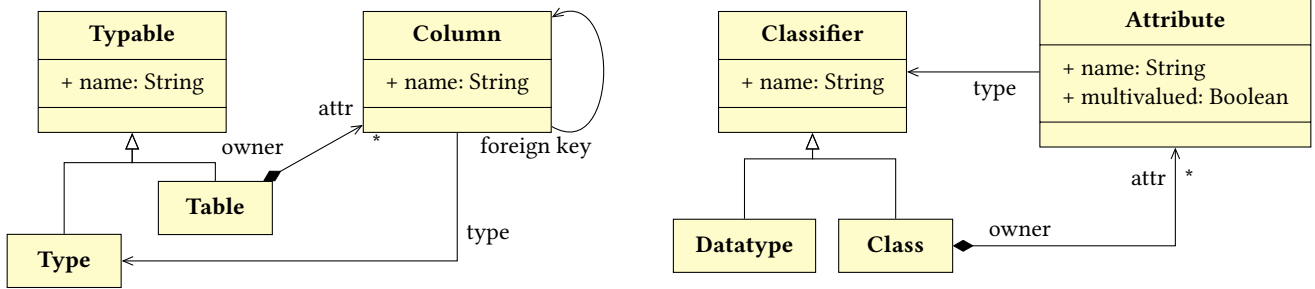 Typable
+ name: String
Column
+ name: String
attr
*
owner
foreign key
Table
type
Type
Classifier
+ name: String
Attribute
+ name: String
+ multivalued: Boolean
type
attr
*
Datatype
Class
owner